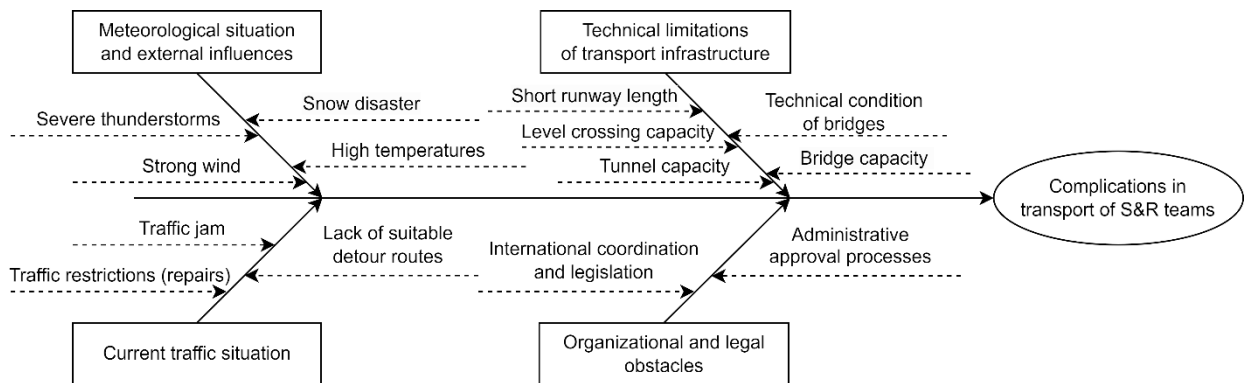 Meteorological situation
and external influences
Technical limitations
of transport infrastructure
Snow disaster
Severe thunderstorms
High temperatures
Strong wind
Short runway length
Technical condition
of bridges
Level crossing capacity
Bridge capacity
Tunnel capacity
Complications in
transport of S&R teams
Traffic jam
Lack of suitable
detour routes
Traffic restrictions (repairs)
International coordination
and legislation
Administrative
approval processes
Current traffic situation
Organizational and legal
obstacles